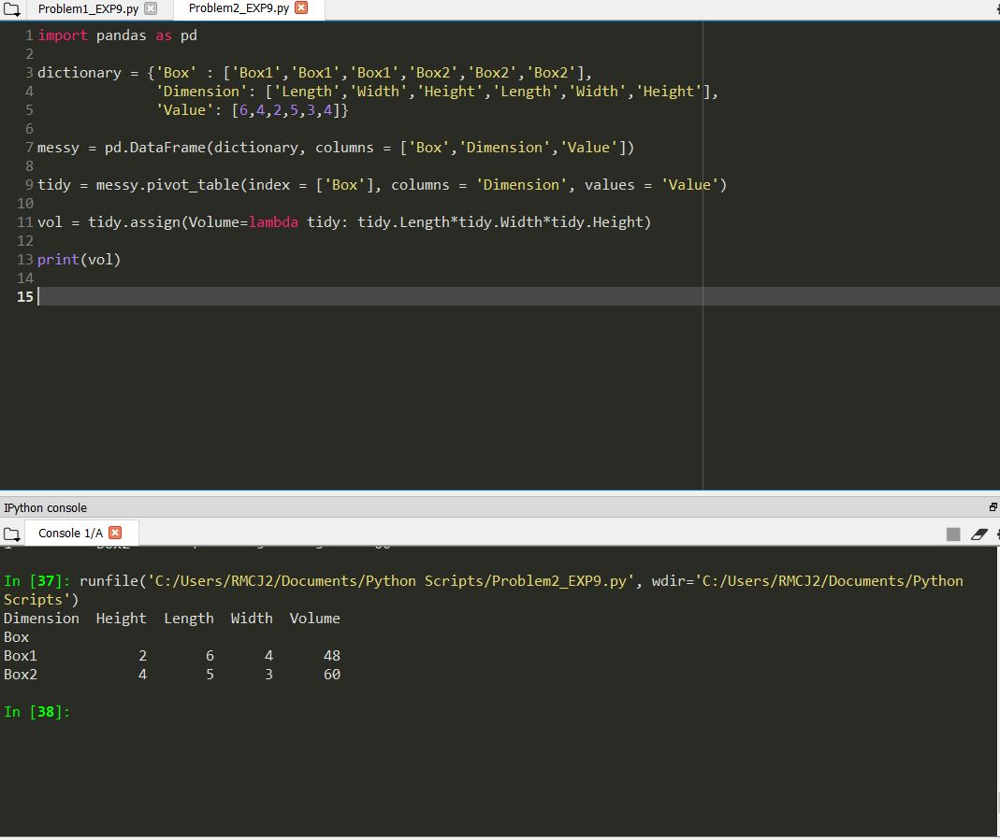 Problem1_EXP9.py Problem2_EXP9.py
1 import pandas as pd
2
3 dictionary = {'Box' : ['Box1','Box1','Box1','Box2','Box2','Box2'],
4 'Dimension': ['Length','Width','Height','Length','Width','Height'],
5 'Value': [6,4,2,5,3,4]}
6
7 messy = pd.DataFrame(dictionary, columns = ['Box','Dimension','Value'])
8
9 tidy = messy.pivot_table(index = ['Box'], columns = 'Dimension', values = 'Value')
10
11 vol = tidy.assign(Volume=lambda tidy: tidy.Length*tidy.Width*tidy.Height)
12
13 print(vol)
14
15
IPython console
Console 1/A
In [37]: runfile('C:/Users/RMCJ2/Documents/Python Scripts/Problem2_EXP9.py', wdir='C:/Users/RMCJ2/Documents/Python
Scripts')
Dimension Height Length Width Volume
Box
Box1 2 6 4 48
Box2 4 5 3 60
In [38]: